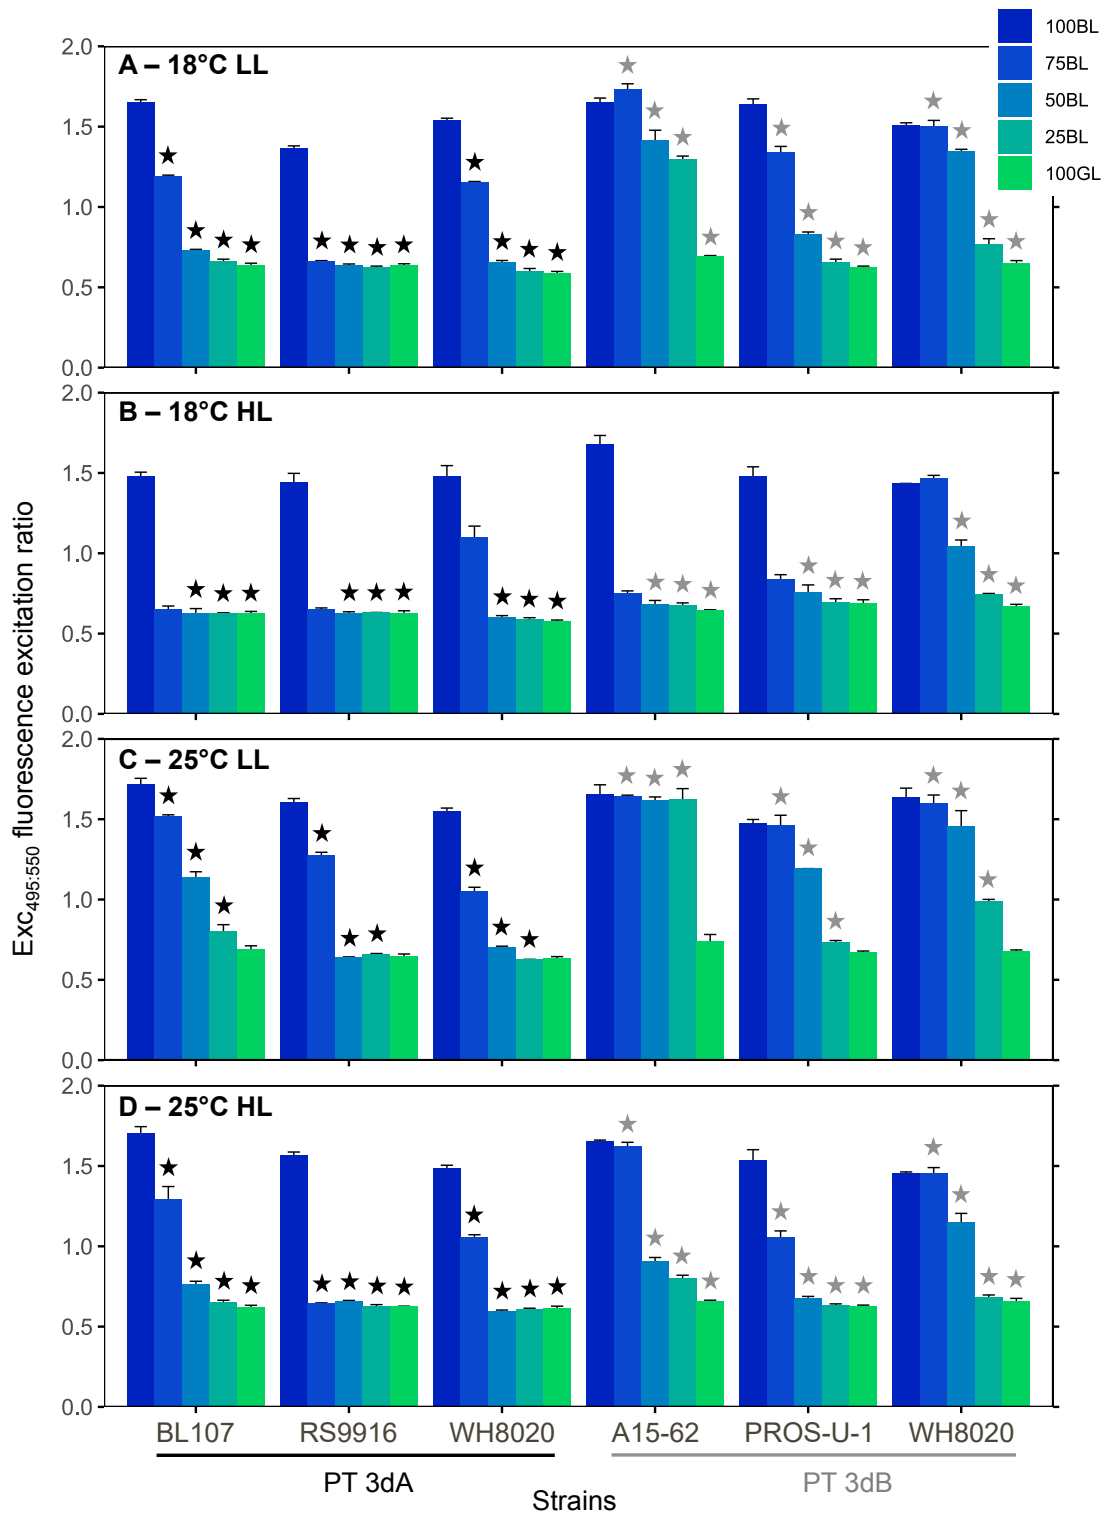 100BL
75BL
50BL
25BL
100GL
A – 18°C LL
2.0
1.5
1.0
0.5
0.0
B – 18°C HL
2.0
1.5
1.0
0.5
0.0
C – 25°C LL
2.0
1.5
1.0
0.5
0.0
D – 25°C HL
2.0
1.5
1.0
0.5
0.0
Exc495:550 fluorescence excitation ratio
BL107 RS9916 WH8020 A15-62 PROS-U-1 WH8020
PT 3dA PT 3dB
Strains